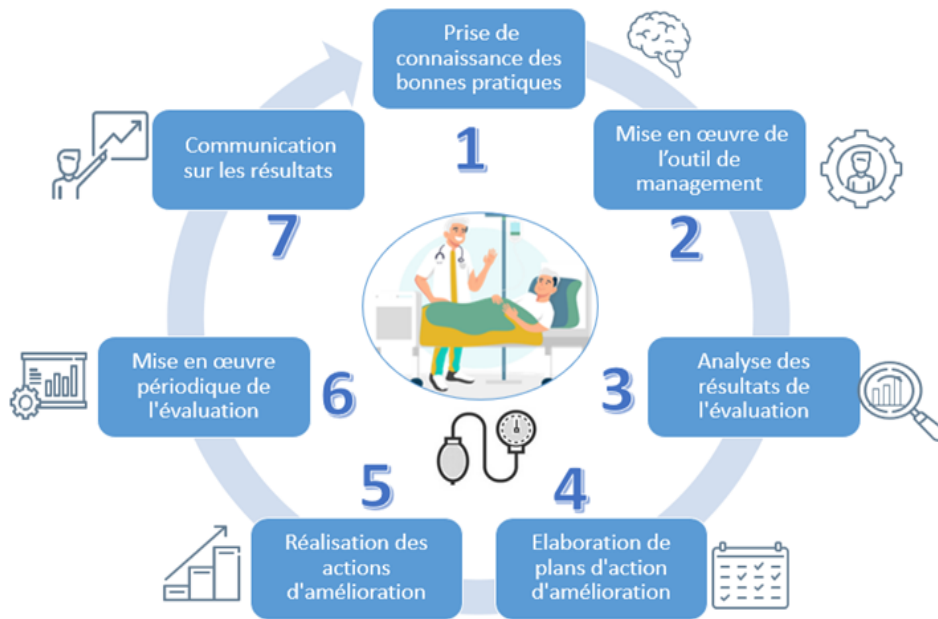 Prise de
connaissance des
bonnes pratiques
1
Mise en œuvre de
l'outil de
management
2
Analyse des
résultats de
l'évaluation
3
Elaboration de
plans d'action
d'amélioration
4
Réalisation des
actions
d'amélioration
5
Mise en œuvre
périodique de
l'évaluation
6
Communication
sur les résultats
7